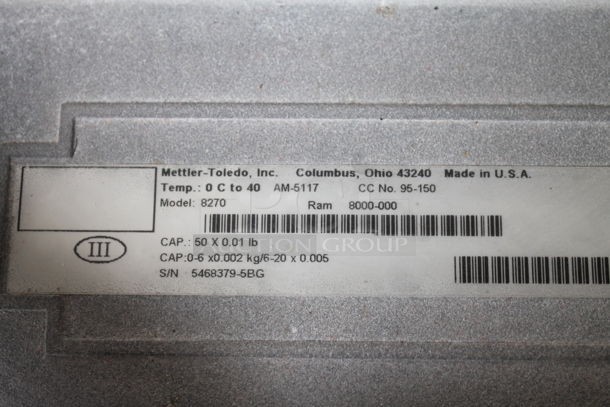 Mettler-Toledo, Inc. Columbus, Ohio 43240 Made in U.S.A.
Temp.: 0 C to 40 AM-5117 CC No. 95-150
Model: 8270 Ram 8000-000
III
CAP.: 50 X 0.01 lb
AUCTION GROUP
CAP:0-6 x0.002 kg/6-20 x 0.005
S/N 5468379-5BG